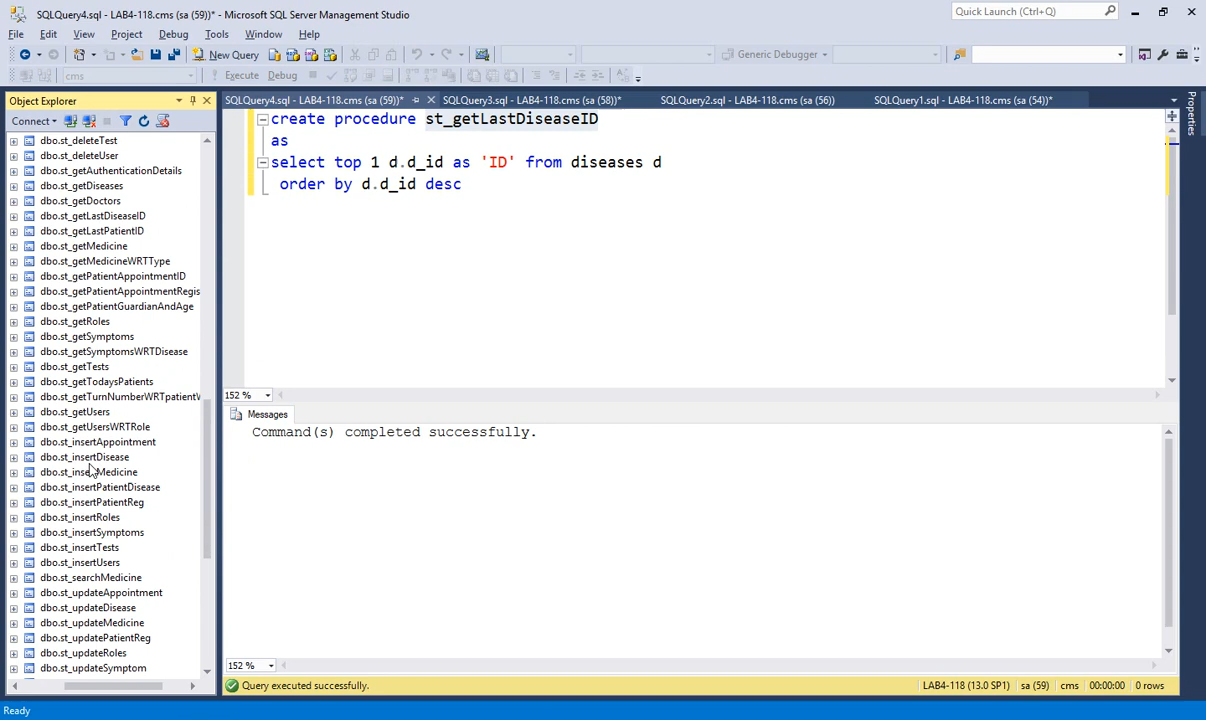 SQLQuery4.sql - LAB4-118.cms (sa (59))* - Microsoft SQL Server Management Studio
Quick Launch (Ctrl+Q)
File Edit View Project Debug Tools Window Help
New Query
Generic Debugger
cms
Execute Debug
Object Explorer
Connect
dbo.st_deleteTest
dbo.st_deleteUser
dbo.st_getAuthenticationDetails
dbo.st_getDiseases
dbo.st_getDoctors
dbo.st_getLastDiseaseID
dbo.st_getLastPatientID
dbo.st_getMedicine
dbo.st_getMedicineWRTType
dbo.st_getPatientAppointmentID
dbo.st_getPatientAppointmentRegis
dbo.st_getPatientGuardianAndAge
dbo.st_getRoles
dbo.st_getSymptoms
dbo.st_getSymptomsWRTDisease
dbo.st_getTests
dbo.st_getTodaysPatients
dbo.st_getTurnNumberWRTpatientV
dbo.st_getUsers
dbo.st_getUsersWRTRole
dbo.st_insertAppointment
dbo.st_insertDisease
dbo.st_insertMedicine
dbo.st_insertPatientDisease
dbo.st_insertPatientReg
dbo.st_insertRoles
dbo.st_insertSymptoms
dbo.st_insertTests
dbo.st_insertUsers
dbo.st_searchMedicine
dbo.st_updateAppointment
dbo.st_updateDisease
dbo.st_updateMedicine
dbo.st_updatePatientReg
dbo.st_updateRoles
dbo.st_updateSymptom
SQLQuery4.sql - LAB4-118.cms (sa (59))* SQLQuery3.sql - LAB4-118.cms (sa (58))* SQLQuery2.sql - LAB4-118.cms (sa (56)) SQLQuery1.sql - LAB4-118.cms (sa (54))*
create procedure st_getLastDiseaseID
as
select top 1 d.d_id as 'ID' from diseases d
order by d.d_id desc
152 %
Messages
Command(s) completed successfully.
152 %
Query executed successfully.
LAB4-118 (13.0 SP1) sa (59) cms 00:00:00 0 rows
Properties
Ready